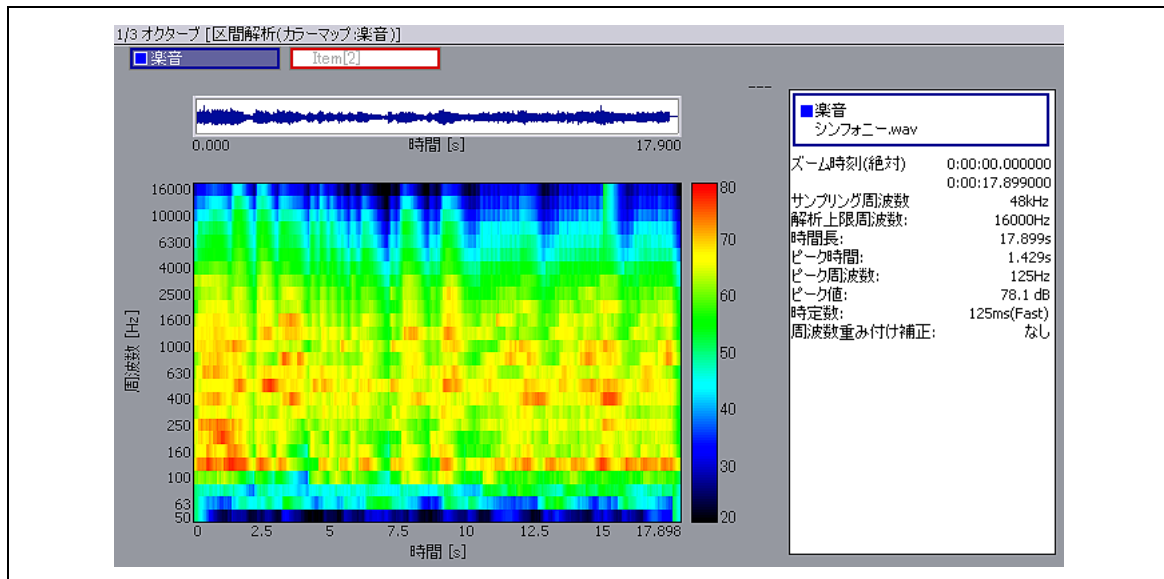 1/3 オクターブ [区間解析(カラーマップ:楽音)]
楽音
Item[2]
---
0.000
時間 [s]
17.900
楽音
シンフォニー.wav
ズーム時刻(絶対) 0:00:00.000000
0:00:17.899000
サンプリング周波数 48kHz
解析上限周波数: 16000Hz
時間長: 17.899s
ピーク時間: 1.429s
ピーク周波数: 125Hz
ピーク値: 78.1 dB
時定数: 125ms(Fast)
周波数重み付け補正: なし
周波数 [Hz]
16000
10000
6300
4000
2500
1600
1000
630
400
250
160
100
63
50
80
70
60
50
40
30
20
0 2.5 5 7.5 10 12.5 15 17.898
時間 [s]